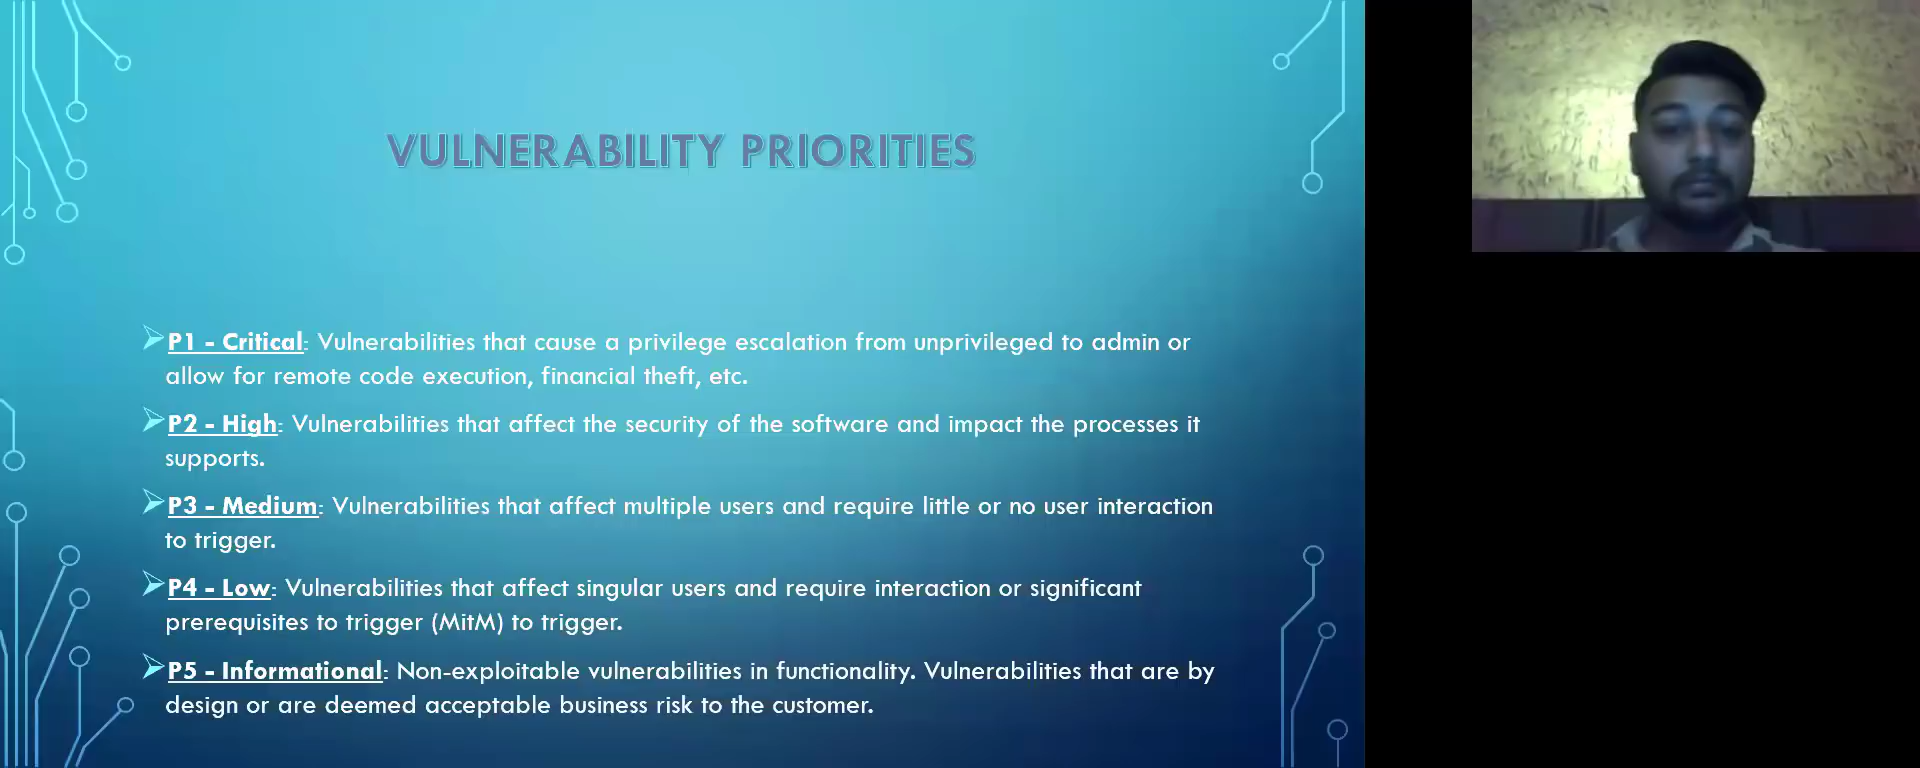 VULNERABILITY PRIORITIES
P1 - Critical: Vulnerabilities that cause a privilege escalation from unprivileged to admin or
allow for remote code execution, financial theft, etc.
P2 - High: Vulnerabilities that affect the security of the software and impact the processes it
supports.
P3 - Medium: Vulnerabilities that affect multiple users and require little or no user interaction
to trigger.
P4 - Low: Vulnerabilities that affect singular users and require interaction or significant
prerequisites to trigger (MitM) to trigger.
P5 - Informational: Non-exploitable vulnerabilities in functionality. Vulnerabilities that are by
design or are deemed acceptable business risk to the customer.